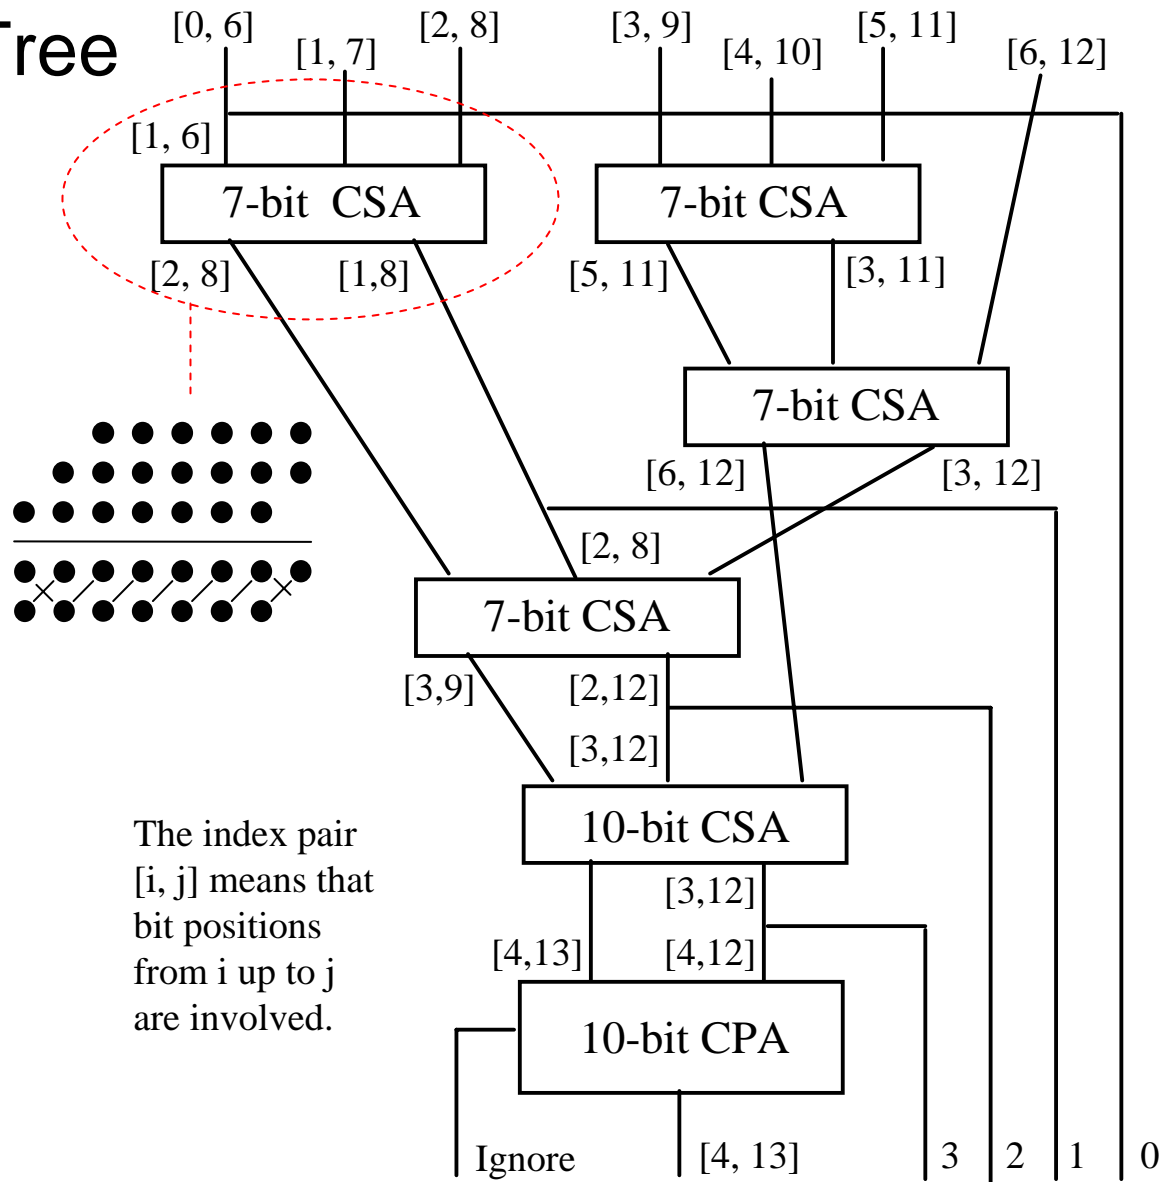 Tree
[0, 6]
[1, 7]
[2, 8]
[3, 9]
[4, 10]
[5, 11]
[6, 12]
[1, 6]
7-bit CSA
7-bit CSA
[2, 8]
[1,8]
[5, 11]
[3, 11]
7-bit CSA
[6, 12]
[3, 12]
[2, 8]
7-bit CSA
[3,9]
[2,12]
[3,12]
10-bit CSA
The index pair
[i, j] means that
bit positions
from i up to j
are involved.
[3,12]
[4,13]
[4,12]
10-bit CPA
Ignore
[4, 13]
3
2
1
0